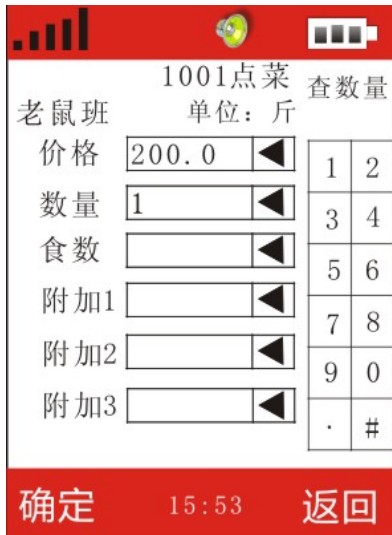 1001点菜
查数量
老鼠班
单位：斤
价格 200.0
数量 1
食数
附加1
附加2
附加3
1 2
3 4
5 6
7 8
9 0
· #
确定 15:53 返回